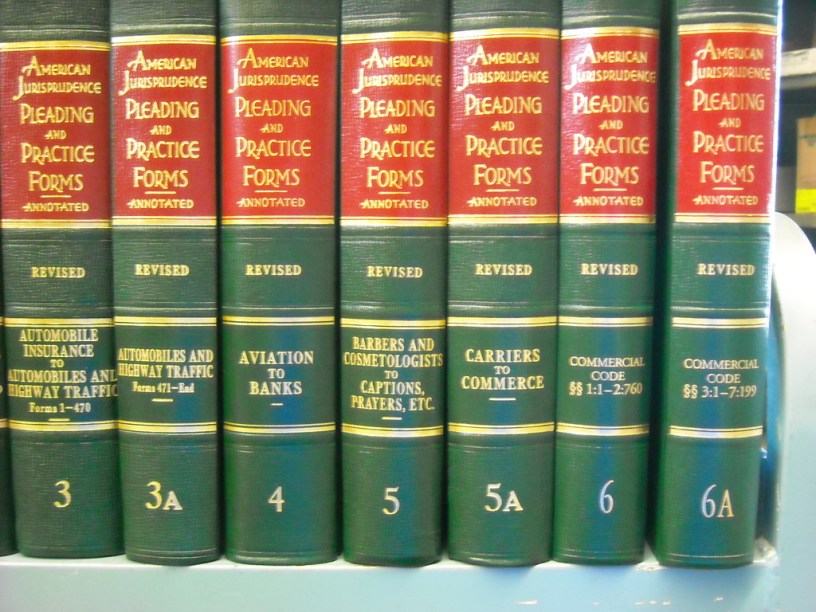 American
Jurisprudence
Pleading
and
Practice
Forms
Annotated
Revised
Automobile
Insurance
to
Automobiles and
Highway Traffic
Forms 1–470
3
American
Jurisprudence
Pleading
and
Practice
Forms
Annotated
Revised
Automobiles and
Highway Traffic
Forms 471–End
3A
American
Jurisprudence
Pleading
and
Practice
Forms
Annotated
Revised
Aviation
to
Banks
4
American
Jurisprudence
Pleading
and
Practice
Forms
Annotated
Revised
Barbers and
Cosmetologists
to
Captions,
Prayers, Etc.
5
American
Jurisprudence
Pleading
and
Practice
Forms
Annotated
Revised
Carriers
to
Commerce
5A
American
Jurisprudence
Pleading
and
Practice
Forms
Annotated
Revised
Commercial
Code
§§ 1:1–2:760
6
American
Jurisprudence
Pleading
and
Practice
Forms
Annotated
Revised
Commercial
Code
§§ 3:1–7:199
6A